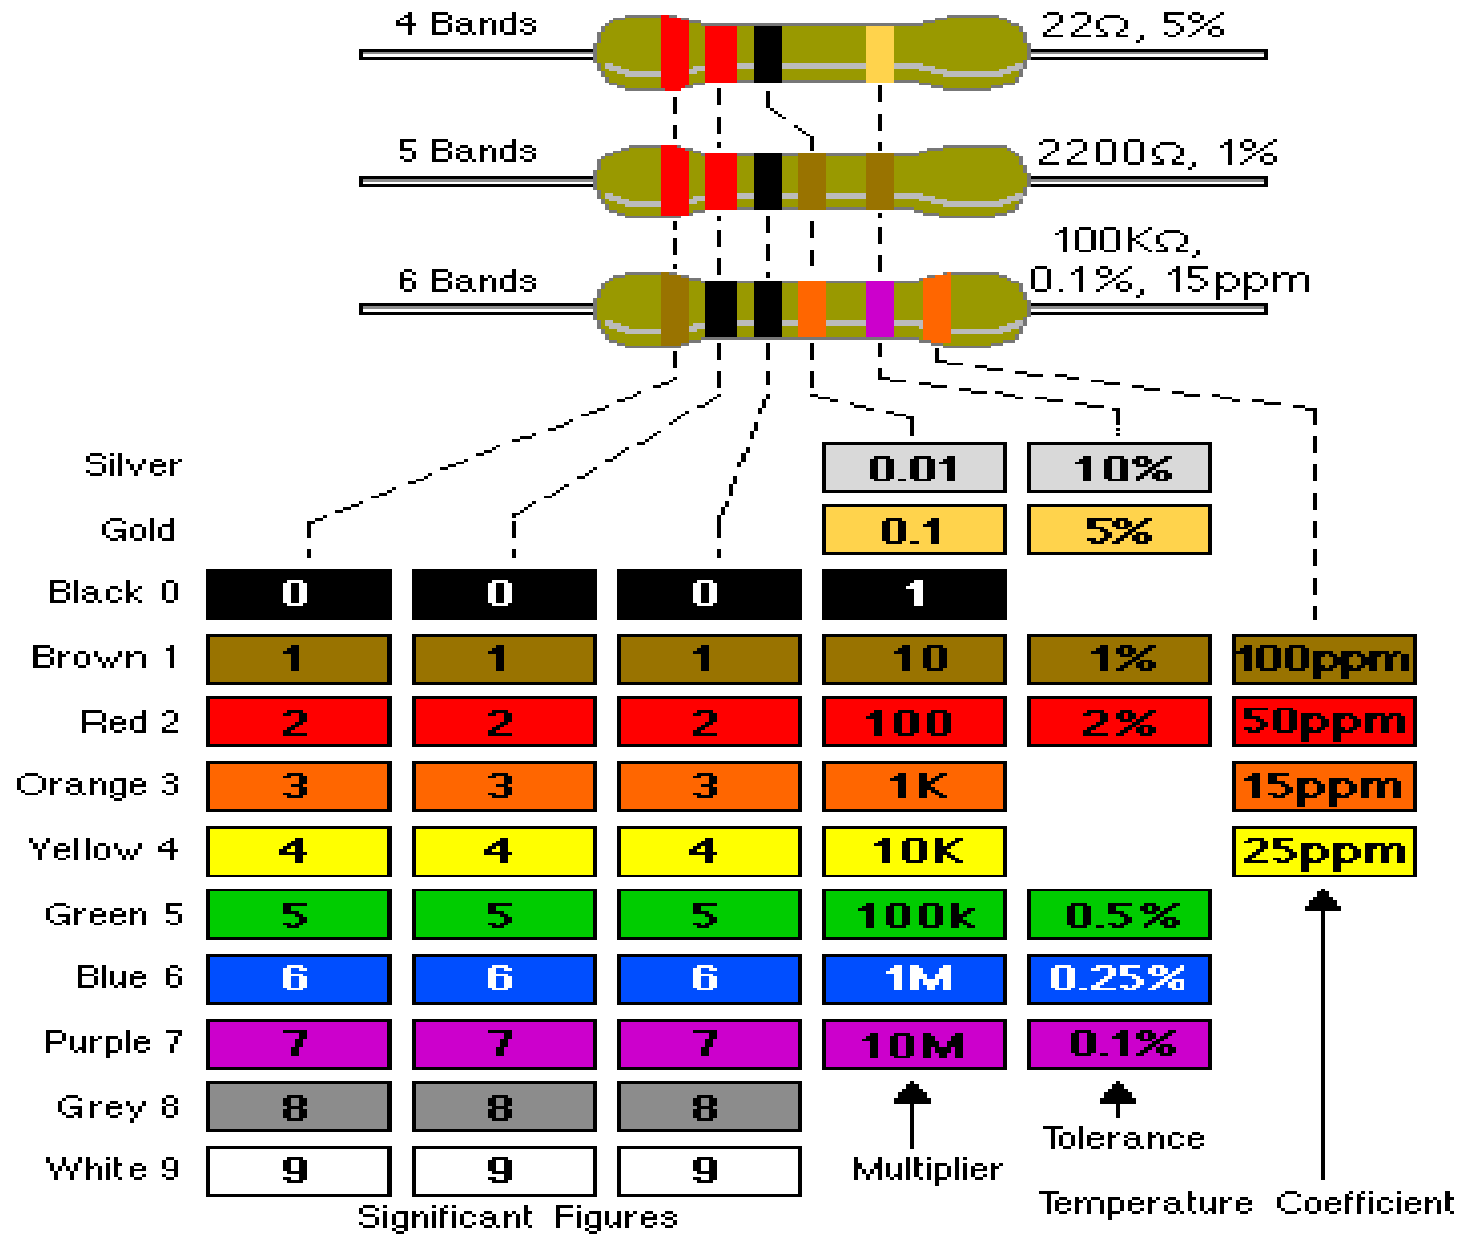 4 Bands 22Ω, 5%
5 Bands 2200Ω, 1%
100KΩ,
6 Bands 0.1%, 15ppm
Silver 0.01 10%
Gold 0.1 5%
Black 0 0 0 0 1
Brown 1 1 1 1 10 1% 100ppm
Red 2 2 2 2 100 2% 50ppm
Orange 3 3 3 3 1K 15ppm
Yellow 4 4 4 4 10K 25ppm
Green 5 5 5 5 100k 0.5%
Blue 6 6 6 6 1M 0.25%
Purple 7 7 7 7 10M 0.1%
Grey 8 8 8 8
Tolerance
White 9 9 9 9 Multiplier
Significant Figures Temperature Coefficient